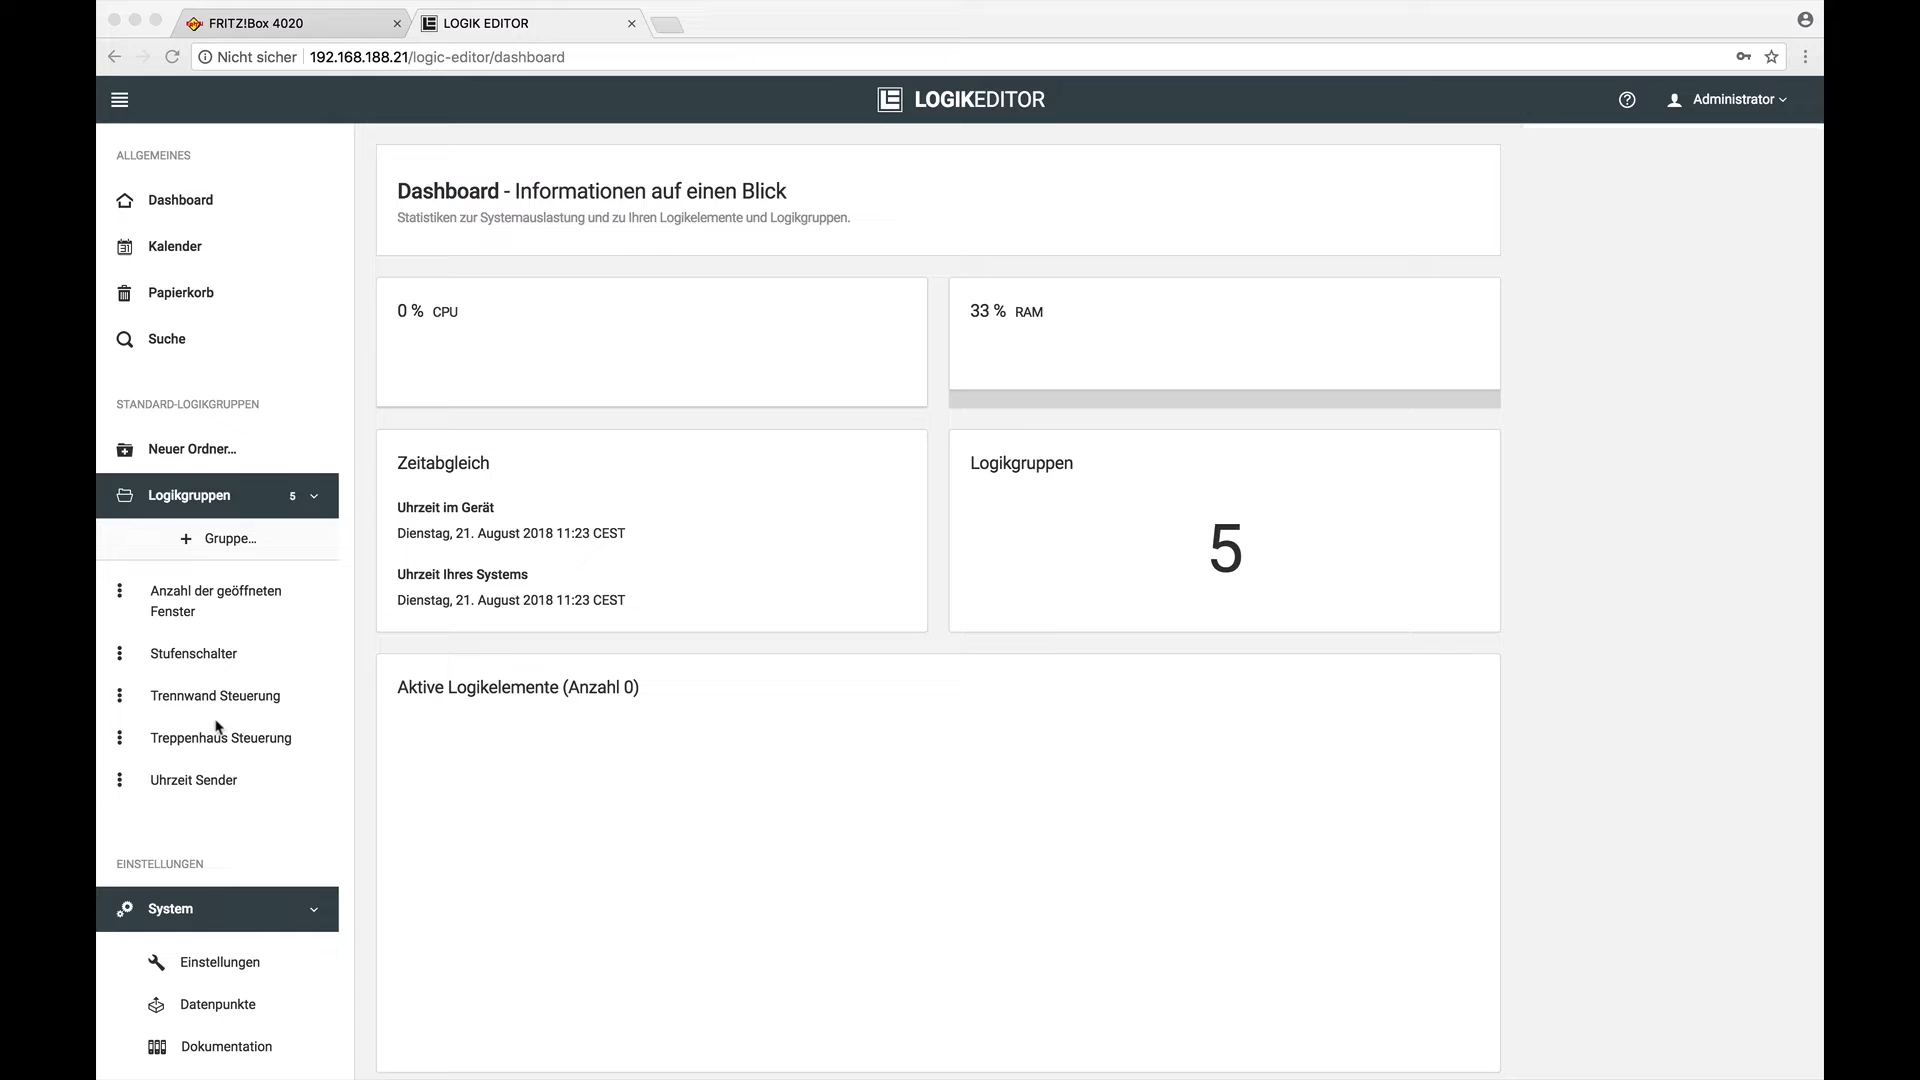 FRITZ!Box 4020
LOGIK EDITOR
Nicht sicher
192.168.188.21/logic-editor/dashboard
LOGIKEDITOR
Administrator
ALLGEMEINES
Dashboard
Kalender
31
Papierkorb
Suche
STANDARD-LOGIKGRUPPEN
Neuer Ordner...
Logikgruppen 5
+ Gruppe...
Anzahl der geöffneten
Fenster
Stufenschalter
Trennwand Steuerung
Treppenhaus Steuerung
Uhrzeit Sender
EINSTELLUNGEN
System
Einstellungen
Datenpunkte
Dokumentation
Dashboard - Informationen auf einen Blick
Statistiken zur Systemauslastung und zu Ihren Logikelemente und Logikgruppen.
0 % CPU
33 % RAM
Zeitabgleich
Uhrzeit im Gerät
Dienstag, 21. August 2018 11:23 CEST
Uhrzeit Ihres Systems
Dienstag, 21. August 2018 11:23 CEST
Logikgruppen
5
Aktive Logikelemente (Anzahl 0)